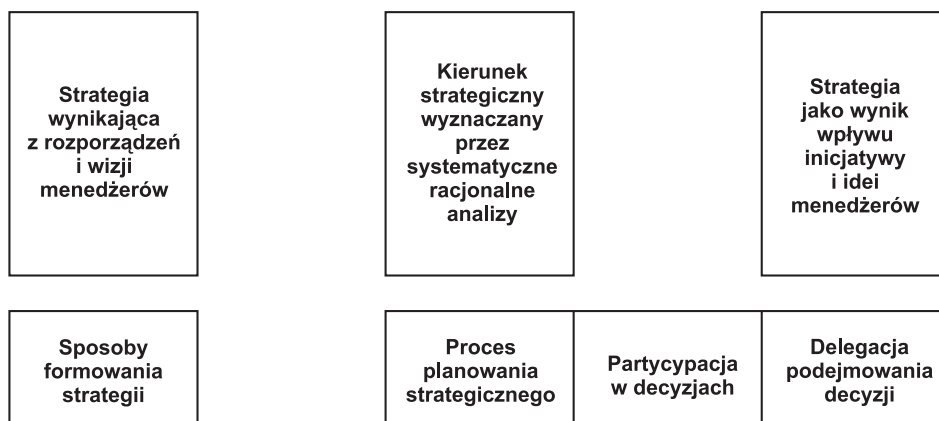 Strategia
wynikająca
z rozporządzeń
i wizji
menedżerów
Kierunek
strategiczny
wyznaczany
przez
systematyczne
racjonalne
analizy
Strategia
jako wynik
wpływu
inicjatywy
i idei
menedżerów
Sposoby
formowania
strategii
Proces
planowania
strategicznego
Partycypacja
w decyzjach
Delegacja
podejmowania
decyzji